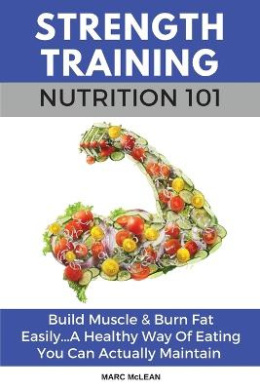 STRENGTH
TRAINING
NUTRITION 101
Build Muscle & Burn Fat
Easily...A Healthy Way Of Eating
You Can Actually Maintain
MARC McLEAN